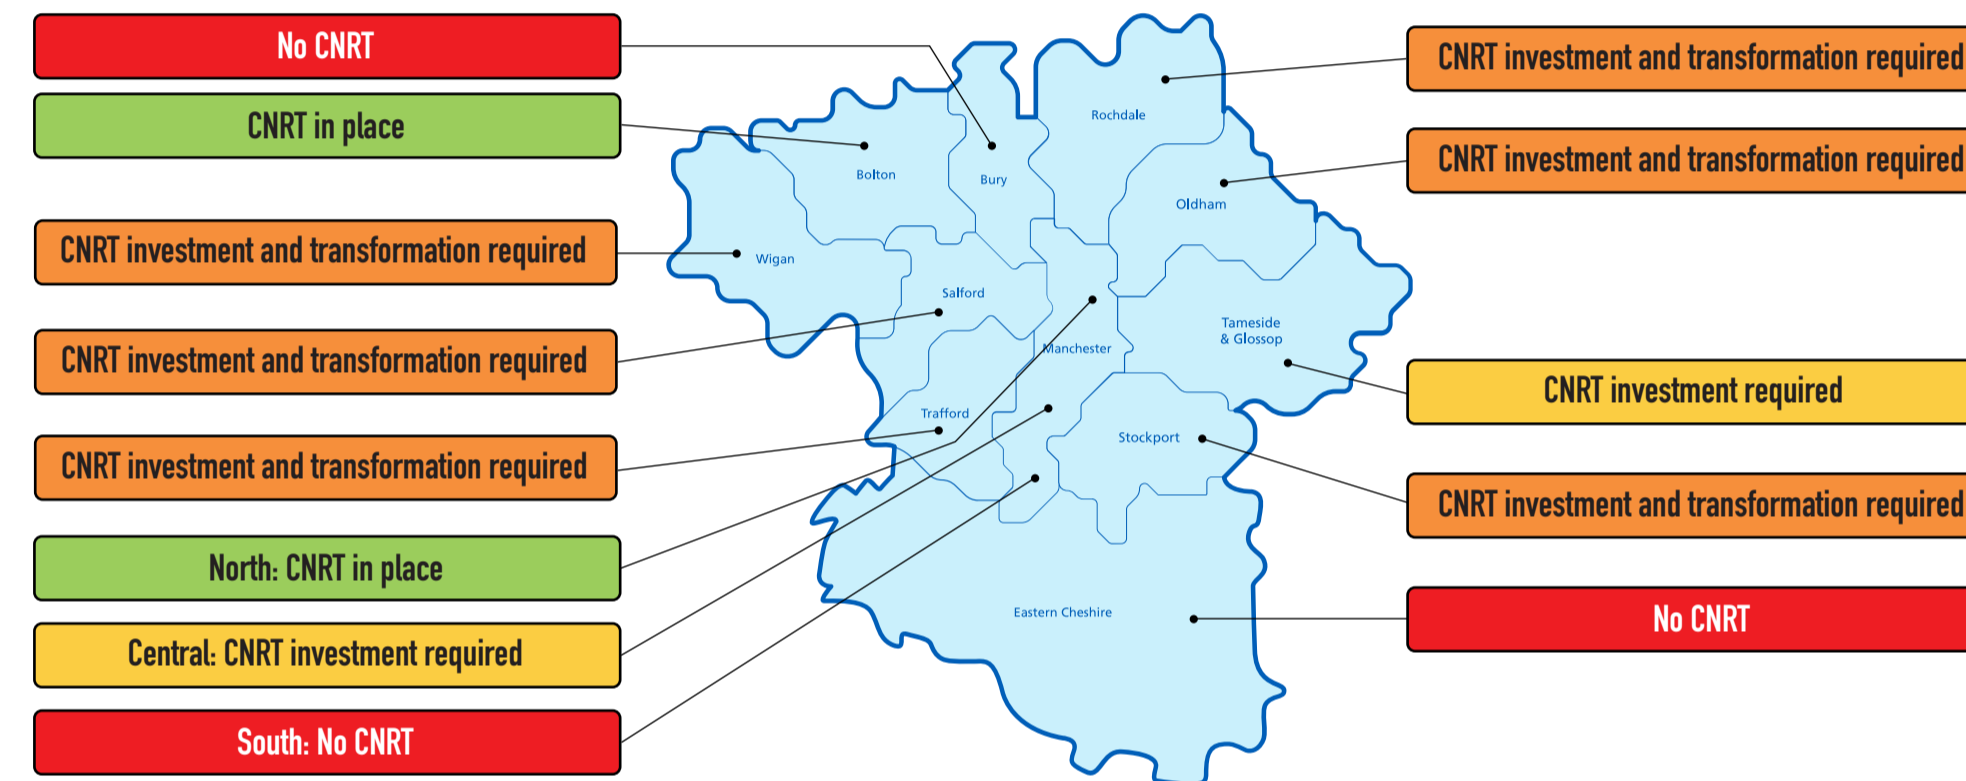 No CNRT
CNRT in place
CNRT investment and transformation required
CNRT investment and transformation required
CNRT investment and transformation required
North: CNRT in place
Central: CNRT investment required
South: No CNRT
Rochdale
Bolton
Bury
Oldham
Wigan
Salford
Tameside
& Glossop
Manchester
Trafford
Stockport
Eastern Cheshire
CNRT investment and transformation required
CNRT investment and transformation required
CNRT investment required
CNRT investment and transformation required
No CNRT